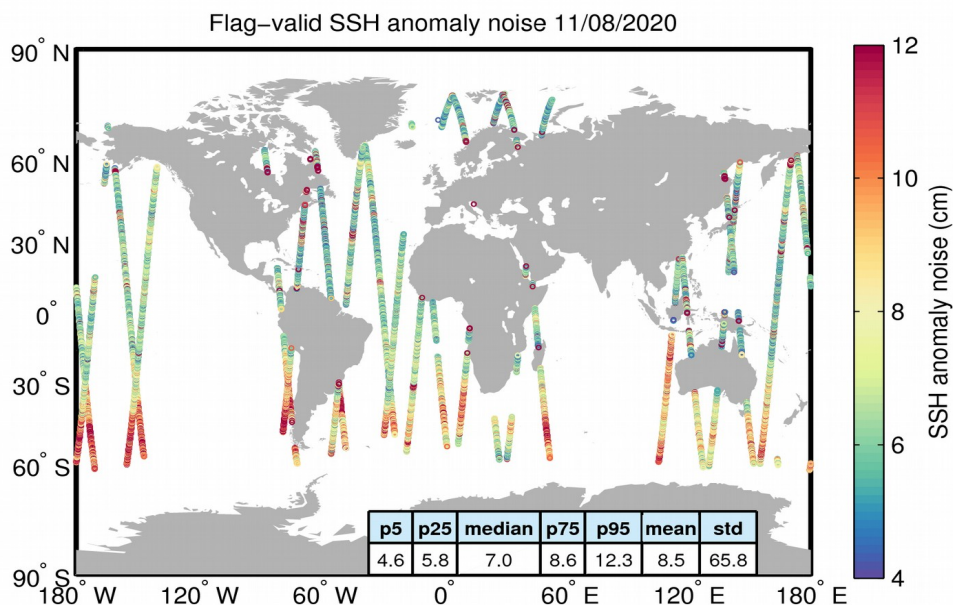 Flag−valid SSH anomaly noise 11/08/2020
90° N
60° N
30° N
0°
30° S
60° S
90° S
180° W 120° W 60° W 0° 60° E 120° E 180° E
p5 p25 median p75 p95 mean std
4.6 5.8 7.0 8.6 12.3 8.5 65.8
12
10
8
6
4
SSH anomaly noise (cm)